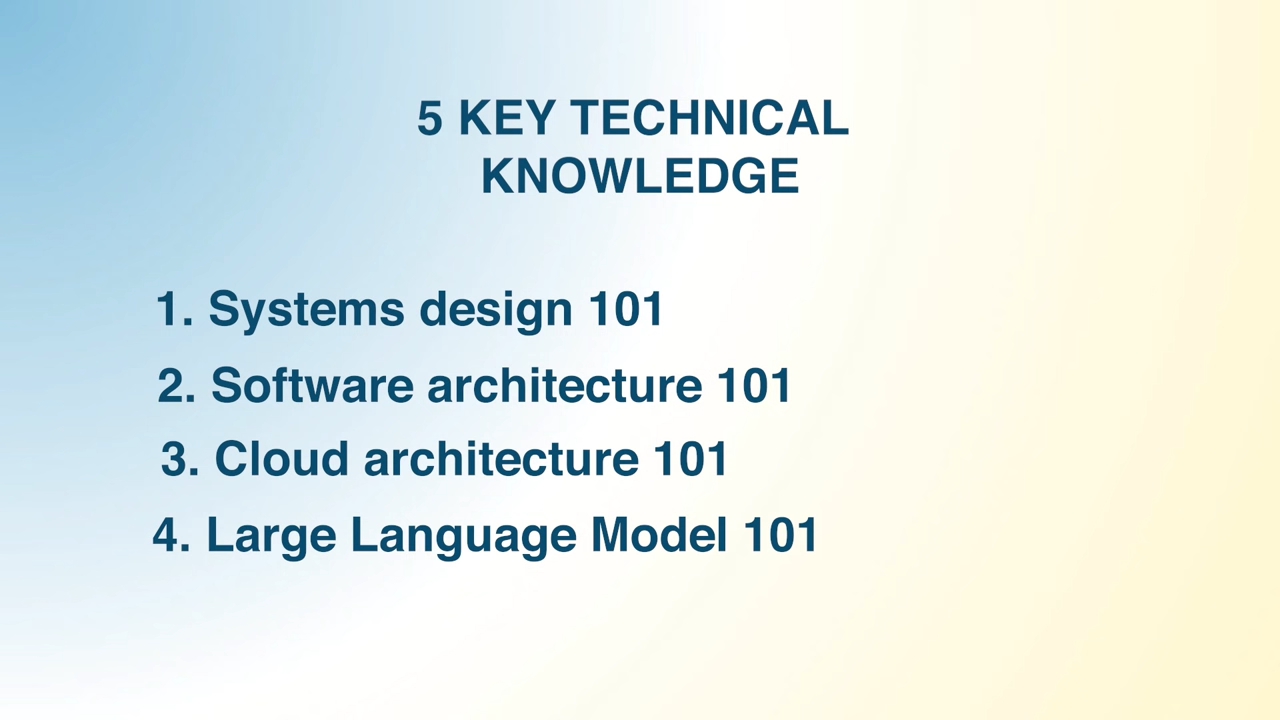 5 KEY TECHNICAL
KNOWLEDGE
1. Systems design 101
2. Software architecture 101
3. Cloud architecture 101
4. Large Language Model 101